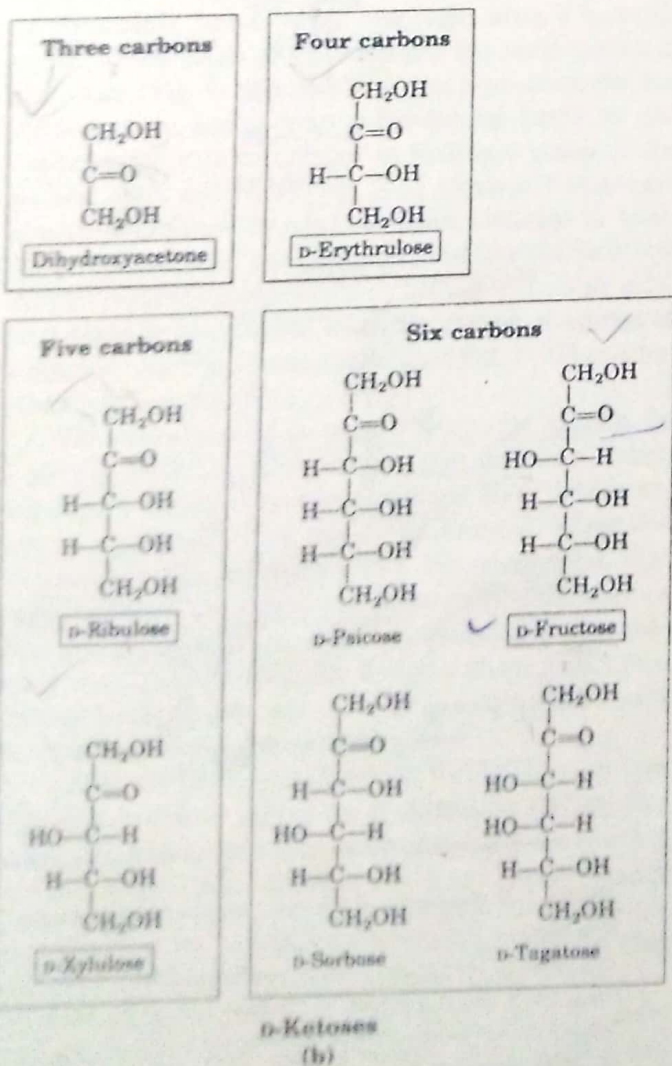 Three carbons
CH₂OH
C=O
CH₂OH
Dihydroxyacetone
Four carbons
CH₂OH
C=O
H—C—OH
CH₂OH
D-Erythrulose
Five carbons
CH₂OH
C=O
H—C—OH
H—C—OH
CH₂OH
D-Ribulose
CH₂OH
C=O
HO—C—H
H—C—OH
CH₂OH
D-Xylulose
Six carbons
CH₂OH
C=O
H—C—OH
H—C—OH
H—C—OH
CH₂OH
D-Psicose
CH₂OH
C=O
HO—C—H
H—C—OH
H—C—OH
CH₂OH
D-Fructose
CH₂OH
C=O
H—C—OH
HO—C—H
H—C—OH
CH₂OH
D-Sorbose
CH₂OH
C=O
HO—C—H
HO—C—H
H—C—OH
CH₂OH
D-Tagatose
D-Ketoses
(b)